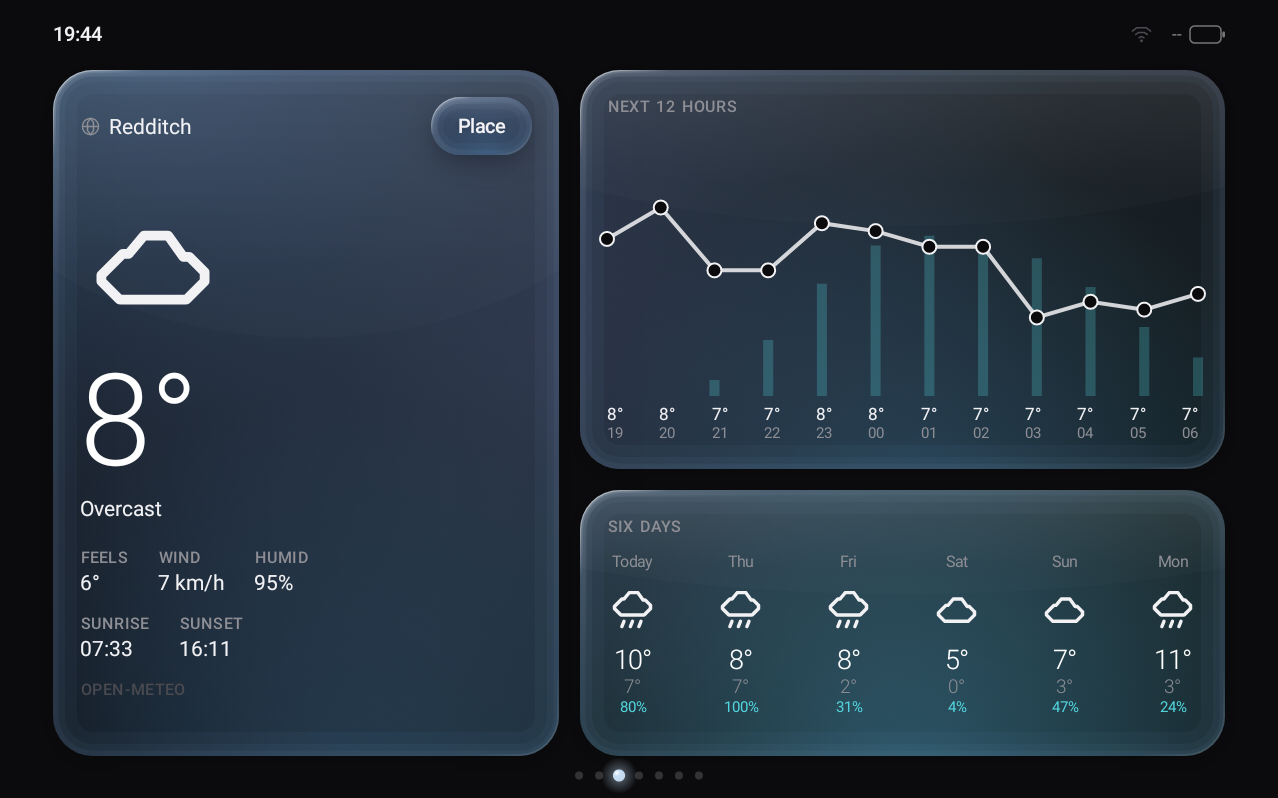 19:44
--
Redditch
Place
8°
Overcast
FEELS WIND HUMID
6° 7 km/h 95%
SUNRISE SUNSET
07:33 16:11
OPEN-METEO
NEXT 12 HOURS
8° 8° 7° 7° 8° 8° 7° 7° 7° 7° 7° 7°
19 20 21 22 23 00 01 02 03 04 05 06
SIX DAYS
Today Thu Fri Sat Sun Mon
10° 8° 8° 5° 7° 11°
7° 7° 2° 0° 3° 3°
80% 100% 31% 4% 47% 24%